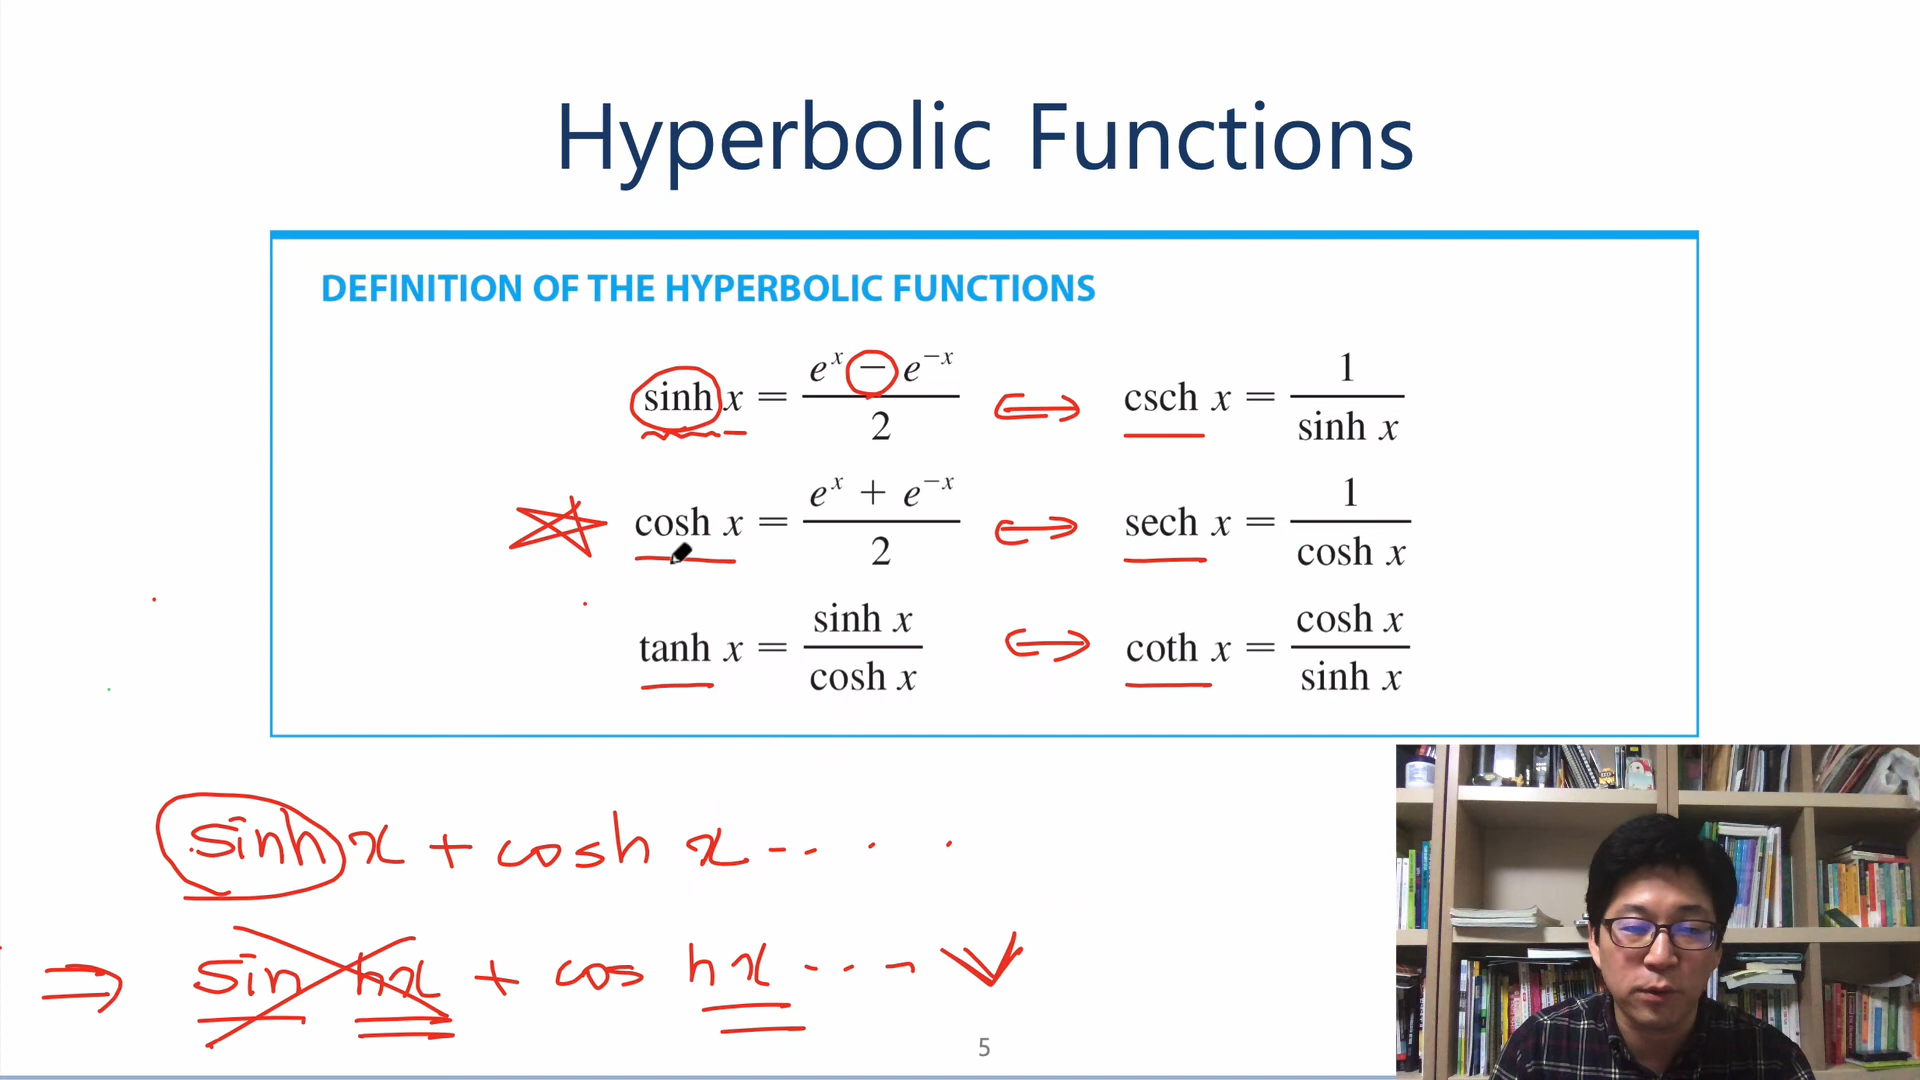 Hyperbolic Functions
DEFINITION OF THE HYPERBOLIC FUNCTIONS
sinh x = (e^x − e^−x)/2 ⟺ csch x = 1/(sinh x)
cosh x = (e^x + e^−x)/2 ⟺ sech x = 1/(cosh x)
tanh x = (sinh x)/(cosh x) ⟺ coth x = (cosh x)/(sinh x)
sinh x + cosh x -- . .
⇒ sin hx + cos hx ...
5